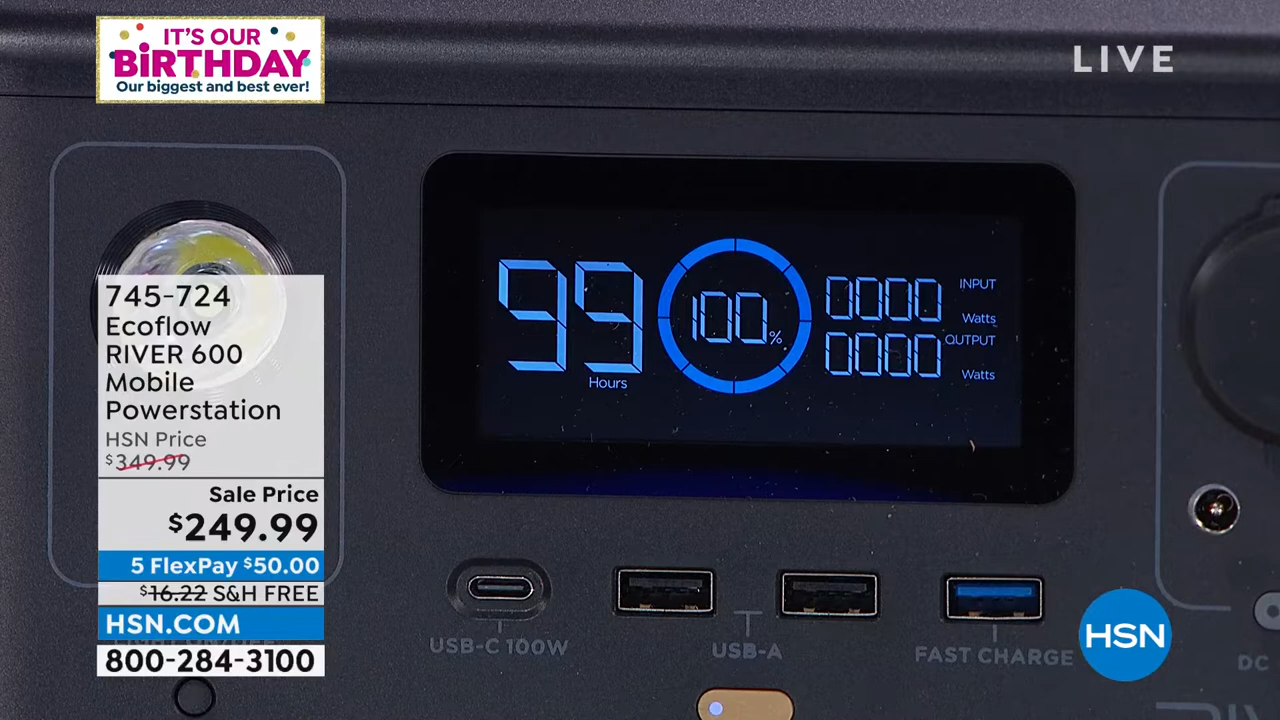 IT'S OUR
BiRTHDAY
Our biggest and best ever!
LIVE
745-724
Ecoflow
RIVER 600
Mobile
Powerstation
HSN Price
$349.99
Sale Price
$249.99
5 FlexPay $50.00
$16.22 S&H FREE
HSN.COM
800-284-3100
99
Hours
100%
0000 INPUT
Watts
0000 OUTPUT
Watts
USB-C 100W
USB-A
FAST CHARGE
DC
HSN